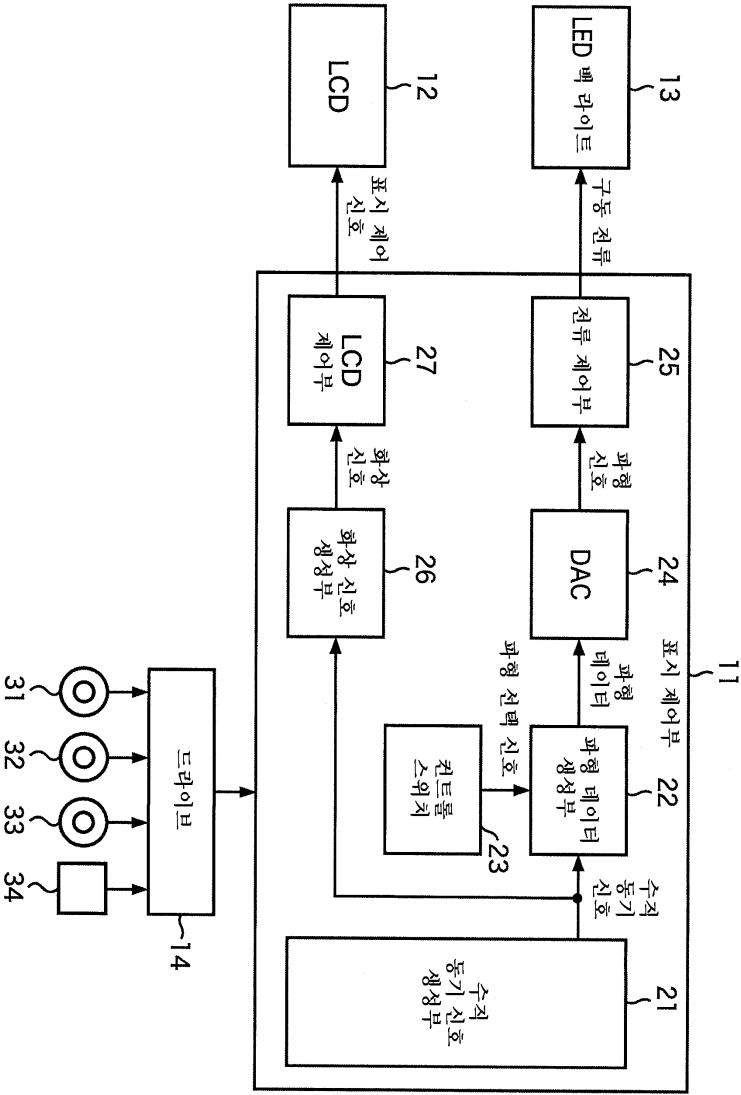 11
표시 제어부
13
25
24
22
21
LED 백 라이트
구동 전류
전류 제어부
파형
신호
DAC
파형
데이터
파형 데이터
생성부
수직
동기
신호
파형 선택 신호
23
컨트롤
스위치
수직
동기 신호
생성부
12
27
26
LCD
표시 제어
신호
LCD
제어부
화상
신호
화상 신호
생성부
14
드라이브
31
32
33
34